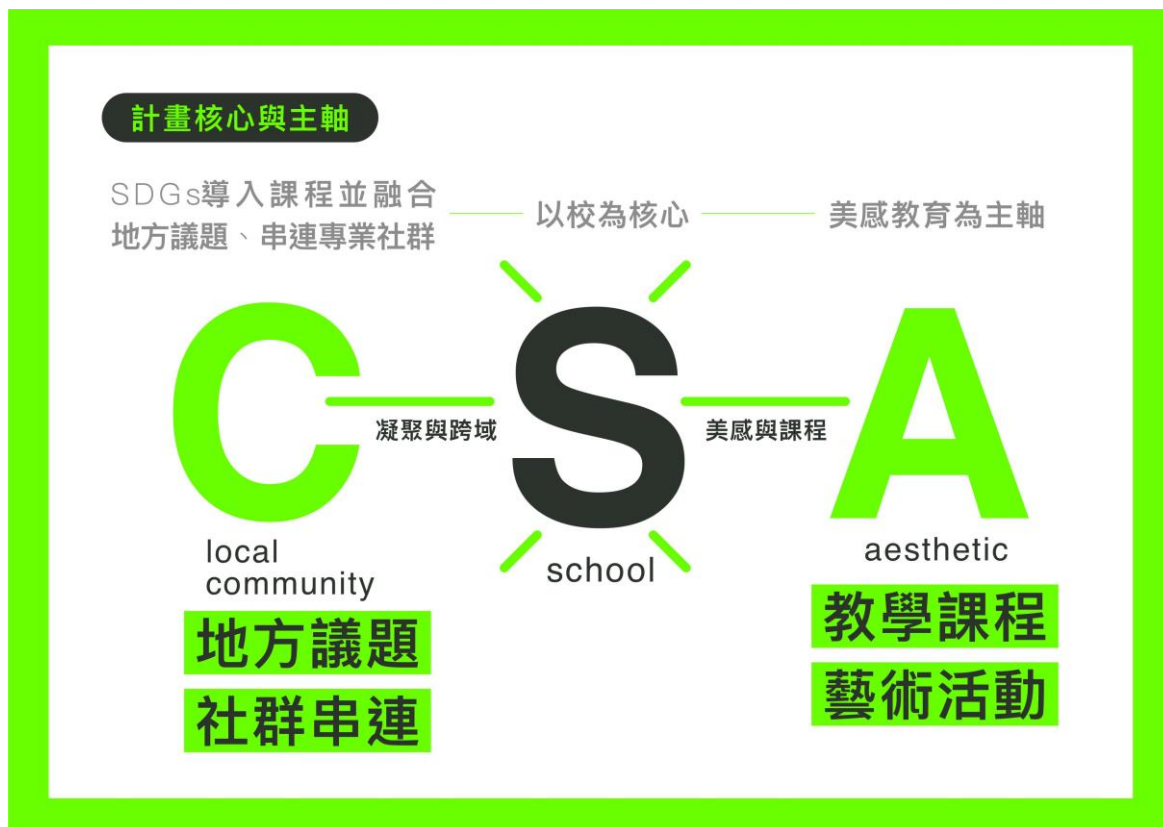 計畫核心與主軸
SDGs導入課程並融合
地方議題、串連專業社群
以校為核心
美感教育為主軸
C
S
A
凝聚與跨域
美感與課程
local
community
school
aesthetic
地方議題
社群串連
教學課程
藝術活動